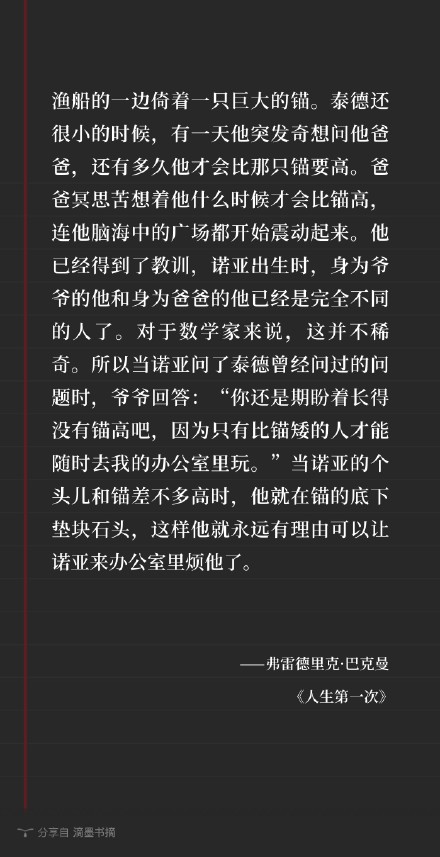 渔船的一边倚着一只巨大的锚。泰德还
很小的时候，有一天他突发奇想问他爸
爸，还有多久他才会比那只锚要高。爸
爸冥思苦想着他什么时候才会比锚高，
连他脑海中的广场都开始震动起来。他
已经得到了教训，诺亚出生时，身为爷
爷的他和身为爸爸的他已经是完全不同
的人了。对于数学家来说，这并不稀
奇。所以当诺亚问了泰德曾经问过的问
题时，爷爷回答：“你还是期盼着长得
没有锚高吧，因为只有比锚矮的人才能
随时去我的办公室里玩。”当诺亚的个
头儿和锚差不多高时，他就在锚的底下
垫块石头，这样他就永远有理由可以让
诺亚来办公室里烦他了。
——弗雷德里克·巴克曼
《人生第一次》
分享自 滴墨书摘